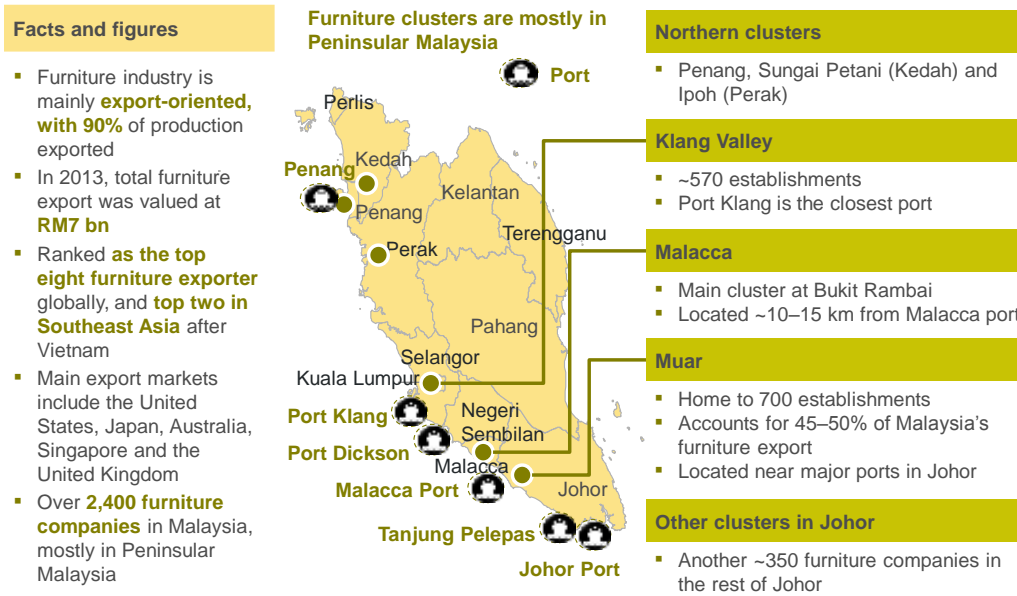 Facts and figures
▪ Furniture industry is
mainly export-oriented,
with 90% of production
exported
▪ In 2013, total furniture
export was valued at
RM7 bn
▪ Ranked as the top
eight furniture exporter
globally, and top two in
Southeast Asia after
Vietnam
▪ Main export markets
include the United
States, Japan, Australia,
Singapore and the
United Kingdom
▪ Over 2,400 furniture
companies in Malaysia,
mostly in Peninsular
Malaysia
Furniture clusters are mostly in
Peninsular Malaysia
Port
Perlis
Kedah
Penang
Kelantan
Penang
Terengganu
Perak
Pahang
Selangor
Kuala Lumpur
Port Klang
Negeri
Sembilan
Port Dickson
Malacca
Malacca Port
Johor
Tanjung Pelepas
Johor Port
Northern clusters
▪ Penang, Sungai Petani (Kedah) and
Ipoh (Perak)
Klang Valley
▪ ~570 establishments
▪ Port Klang is the closest port
Malacca
▪ Main cluster at Bukit Rambai
▪ Located ~10–15 km from Malacca port
Muar
▪ Home to 700 establishments
▪ Accounts for 45–50% of Malaysia's
furniture export
▪ Located near major ports in Johor
Other clusters in Johor
▪ Another ~350 furniture companies in
the rest of Johor